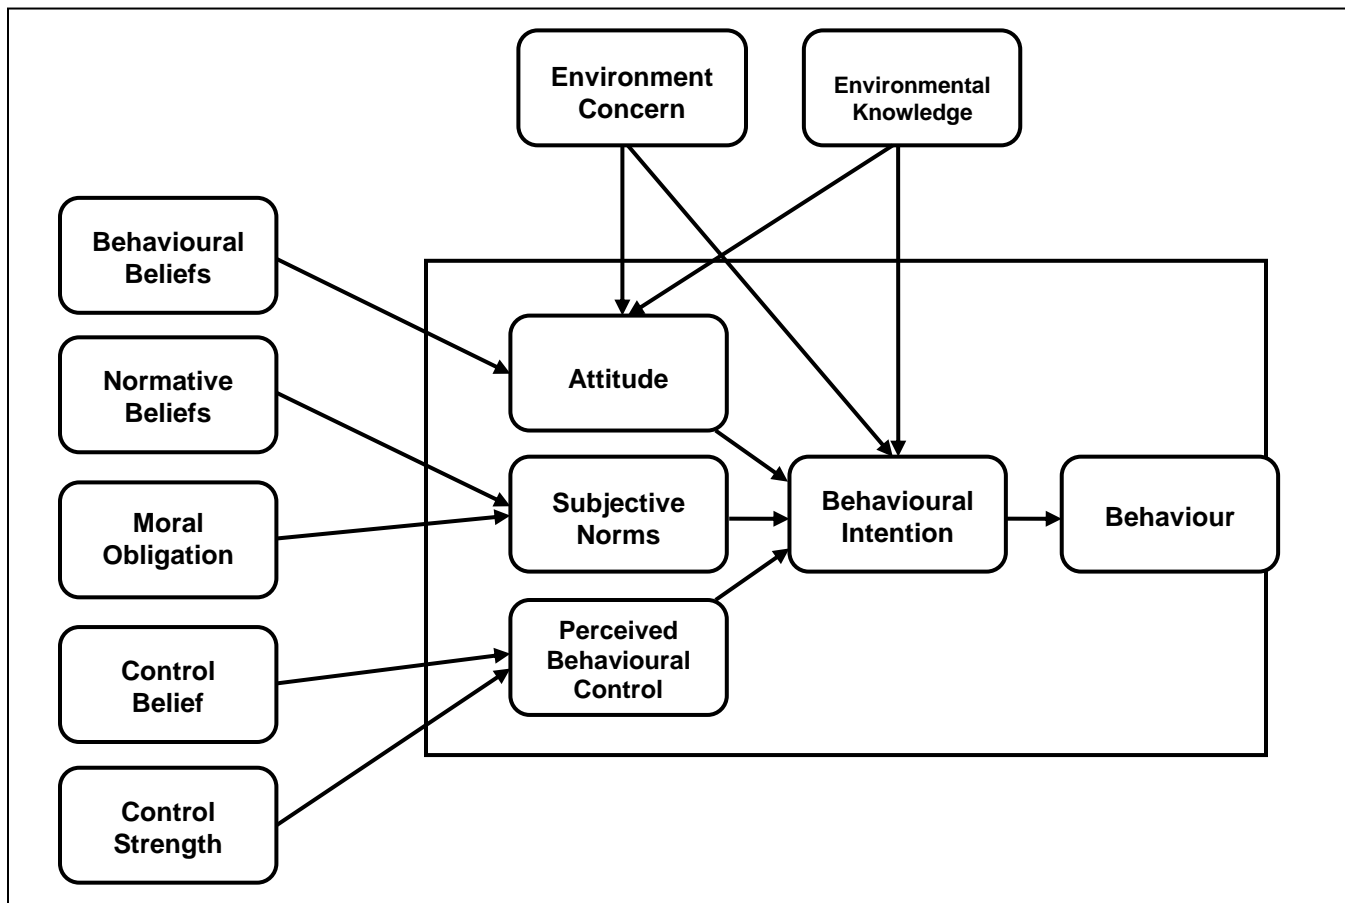 Environment
Concern
Environmental
Knowledge
Behavioural
Beliefs
Normative
Beliefs
Moral
Obligation
Control
Belief
Control
Strength
Attitude
Subjective
Norms
Perceived
Behavioural
Control
Behavioural
Intention
Behaviour